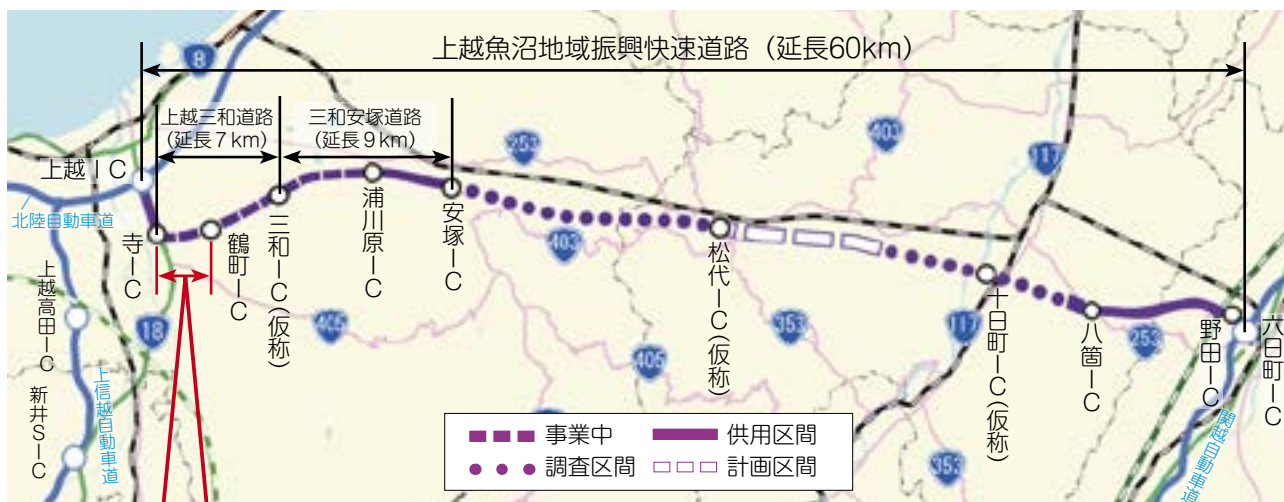 上越魚沼地域振興快速道路（延長60km）
8
上越三和道路
（延長７km）
三和安塚道路
（延長９km）
253
403
117
上越ＩＣ
北陸自動車道
寺ＩＣ
鶴町ＩＣ
三和ＩＣ（仮称）
浦川原ＩＣ
安塚ＩＣ
403
松代ＩＣ（仮称）
十日町ＩＣ（仮称）
八箇ＩＣ
野田ＩＣ
六日町ＩＣ
上越高田ＩＣ
新井ＳＩＣ
上信越自動車道
18
405
405
353
117
253
353
関越自動車道
事業中
供用区間
調査区間
計画区間